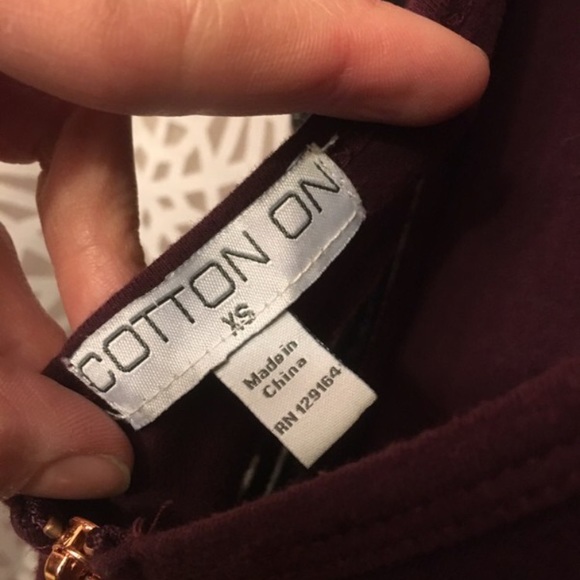 COTTON ON
XS
Made in
China
RN 129164